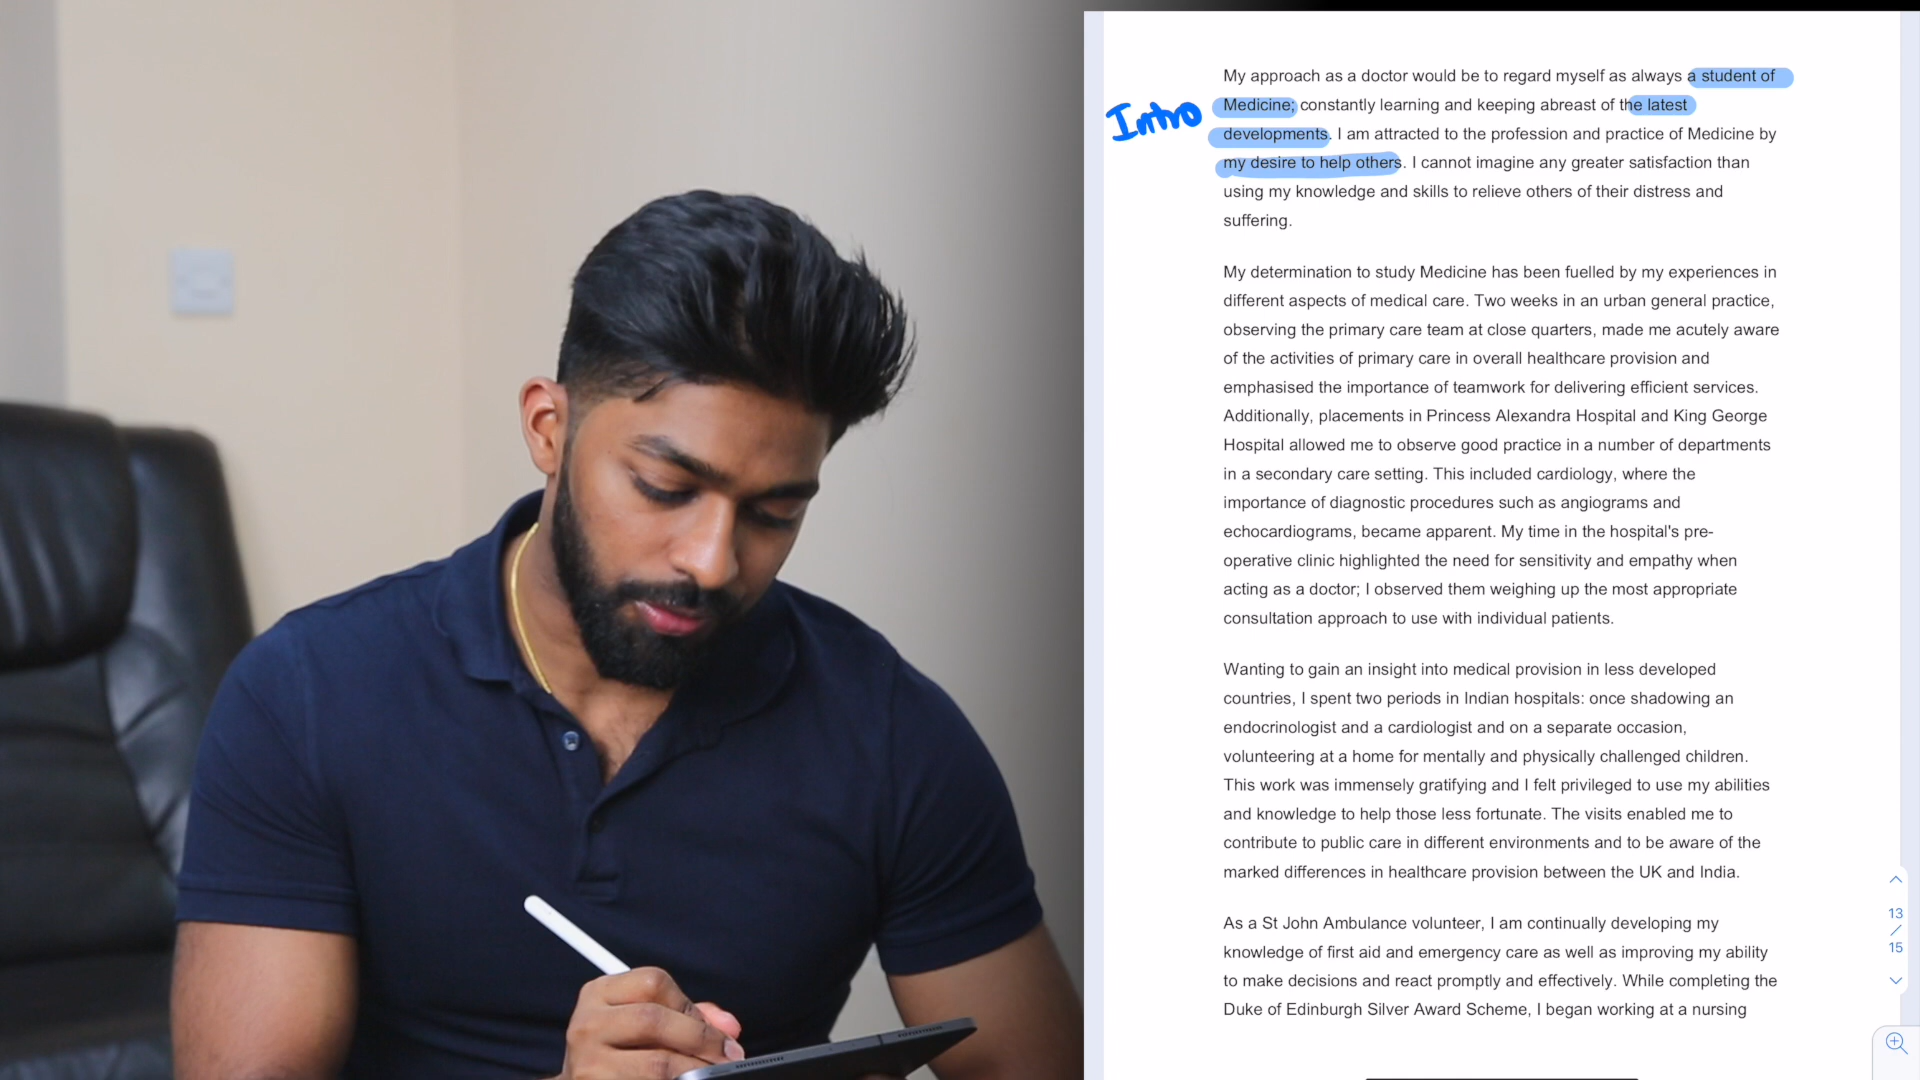 My approach as a doctor would be to regard myself as always a student of
Intro
Medicine; constantly learning and keeping abreast of the latest
developments. I am attracted to the profession and practice of Medicine by
my desire to help others. I cannot imagine any greater satisfaction than
using my knowledge and skills to relieve others of their distress and
suffering.
My determination to study Medicine has been fuelled by my experiences in
different aspects of medical care. Two weeks in an urban general practice,
observing the primary care team at close quarters, made me acutely aware
of the activities of primary care in overall healthcare provision and
emphasised the importance of teamwork for delivering efficient services.
Additionally, placements in Princess Alexandra Hospital and King George
Hospital allowed me to observe good practice in a number of departments
in a secondary care setting. This included cardiology, where the
importance of diagnostic procedures such as angiograms and
echocardiograms, became apparent. My time in the hospital's pre-
operative clinic highlighted the need for sensitivity and empathy when
acting as a doctor; I observed them weighing up the most appropriate
consultation approach to use with individual patients.
Wanting to gain an insight into medical provision in less developed
countries, I spent two periods in Indian hospitals: once shadowing an
endocrinologist and a cardiologist and on a separate occasion,
volunteering at a home for mentally and physically challenged children.
This work was immensely gratifying and I felt privileged to use my abilities
and knowledge to help those less fortunate. The visits enabled me to
contribute to public care in different environments and to be aware of the
marked differences in healthcare provision between the UK and India.
As a St John Ambulance volunteer, I am continually developing my
knowledge of first aid and emergency care as well as improving my ability
to make decisions and react promptly and effectively. While completing the
Duke of Edinburgh Silver Award Scheme, I began working at a nursing
13
/
15